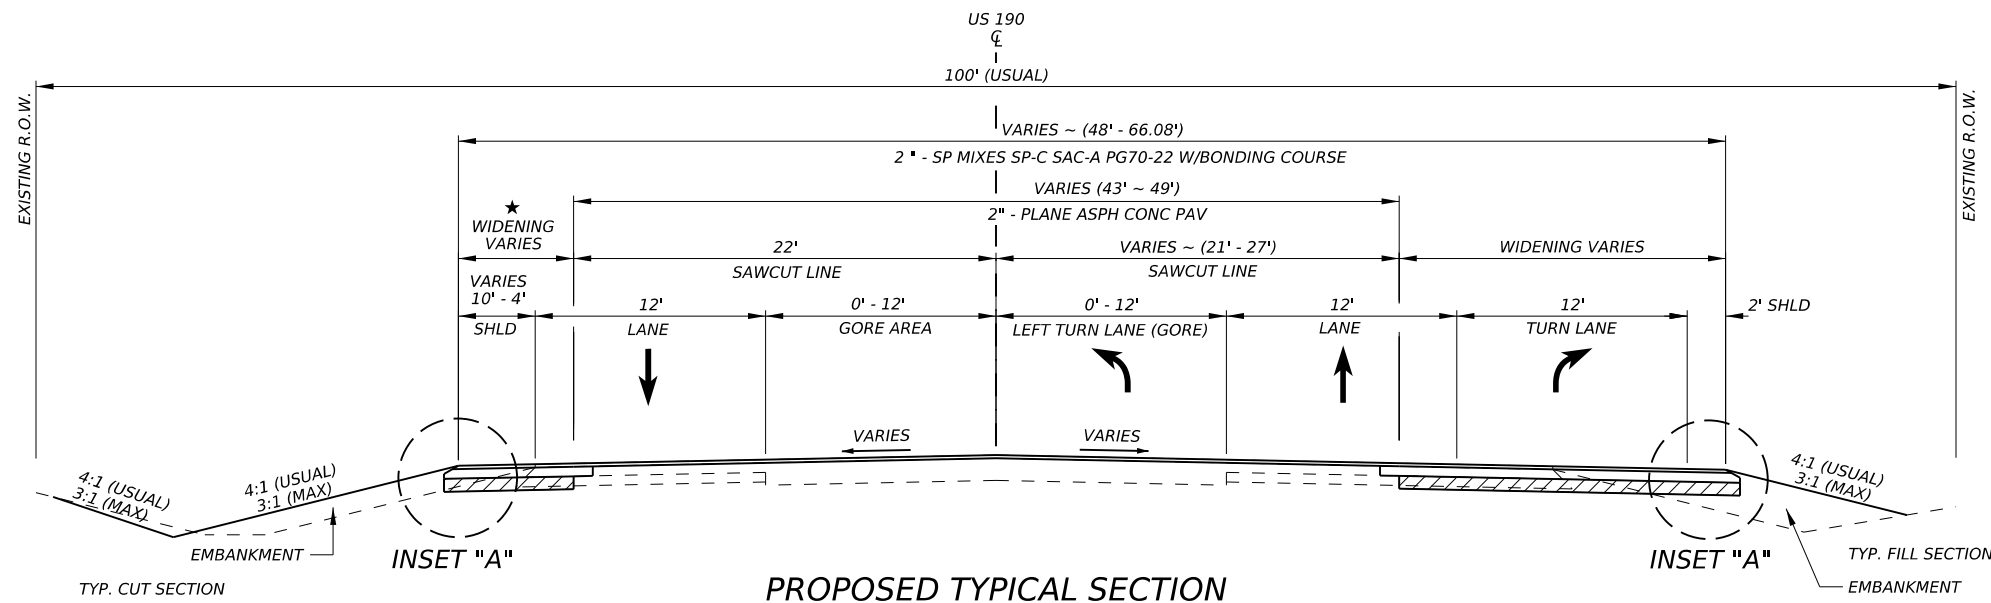 US 190
℄
100' (USUAL)
EXISTING R.O.W.
EXISTING R.O.W.
VARIES ~ (48' - 66.08')
2 " - SP MIXES SP-C SAC-A PG70-22 W/BONDING COURSE
VARIES (43' ~ 49')
2" - PLANE ASPH CONC PAV
★
WIDENING
VARIES
22'
SAWCUT LINE
VARIES ~ (21' - 27')
SAWCUT LINE
WIDENING VARIES
VARIES
10' - 4'
SHLD
12'
LANE
0' - 12'
GORE AREA
0' - 12'
LEFT TURN LANE (GORE)
12'
LANE
12'
TURN LANE
2' SHLD
VARIES
VARIES
4:1 (USUAL)
3:1 (MAX)
4:1 (USUAL)
3:1 (MAX)
4:1 (USUAL)
3:1 (MAX)
EMBANKMENT
INSET "A"
INSET "A"
TYP. CUT SECTION
TYP. FILL SECTION
EMBANKMENT
PROPOSED TYPICAL SECTION